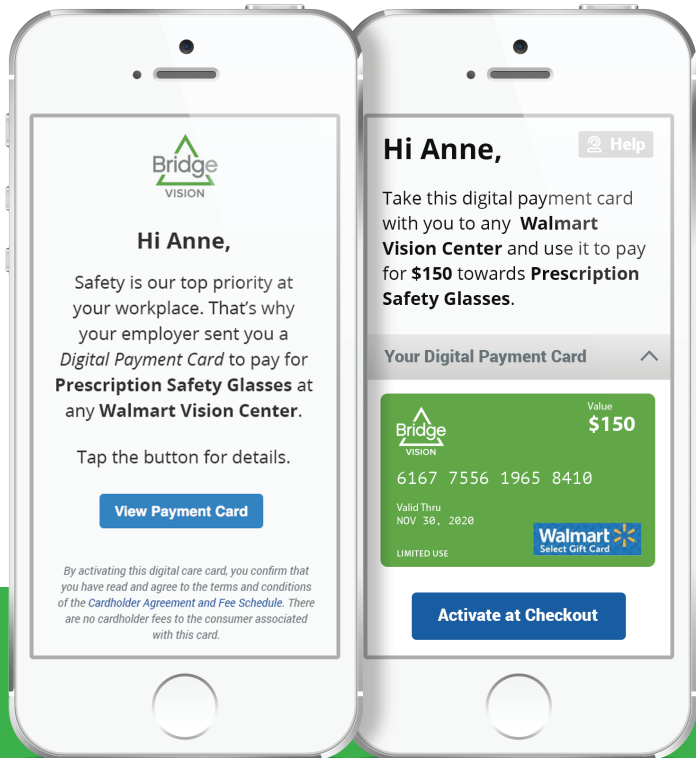 Bridge
VISION
Hi Anne,
Safety is our top priority at
your workplace. That's why
your employer sent you a
Digital Payment Card to pay for
Prescription Safety Glasses at
any Walmart Vision Center.
Tap the button for details.
View Payment Card
By activating this digital care card, you confirm that
you have read and agree to the terms and conditions
of the Cardholder Agreement and Fee Schedule. There
are no cardholder fees to the consumer associated
with this card.
Hi Anne,
Help
Take this digital payment card
with you to any Walmart
Vision Center and use it to pay
for $150 towards Prescription
Safety Glasses.
Your Digital Payment Card
Bridge
VISION
Value
$150
6167 7556 1965 8410
Valid Thru
NOV 30, 2020
LIMITED USE
Walmart
Select Gift Card
Activate at Checkout